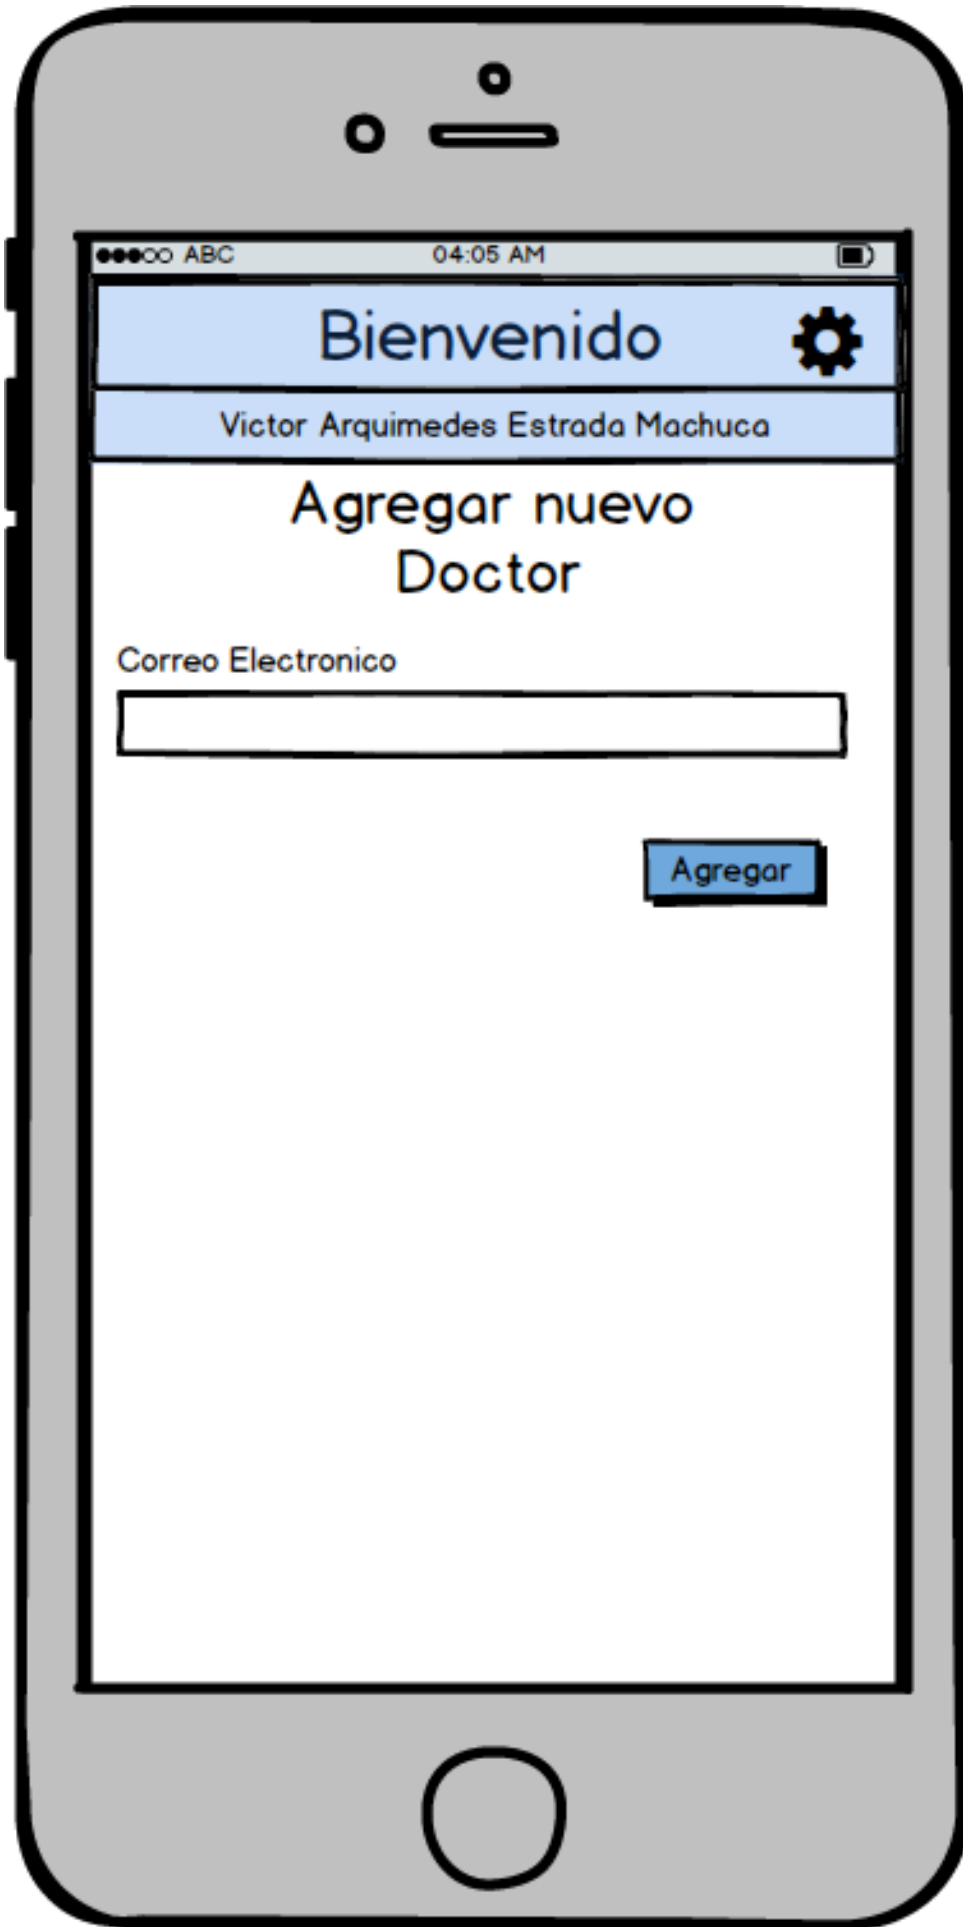 ABC 04:05 AM
Bienvenido
Victor Arquimedes Estrada Machuca
Agregar nuevo
Doctor
Correo Electronico
Agregar